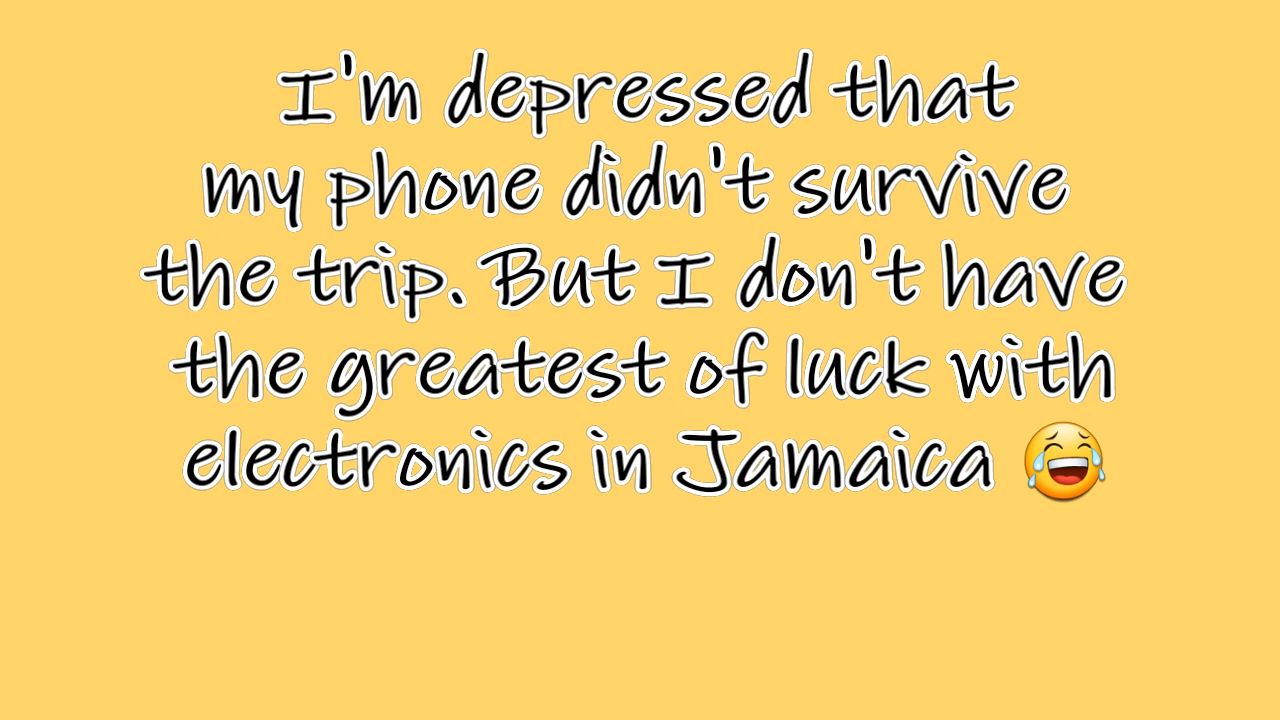 I'm depressed that
my phone didn't survive
the trip. But I don't have
the greatest of luck with
electronics in Jamaica 😂